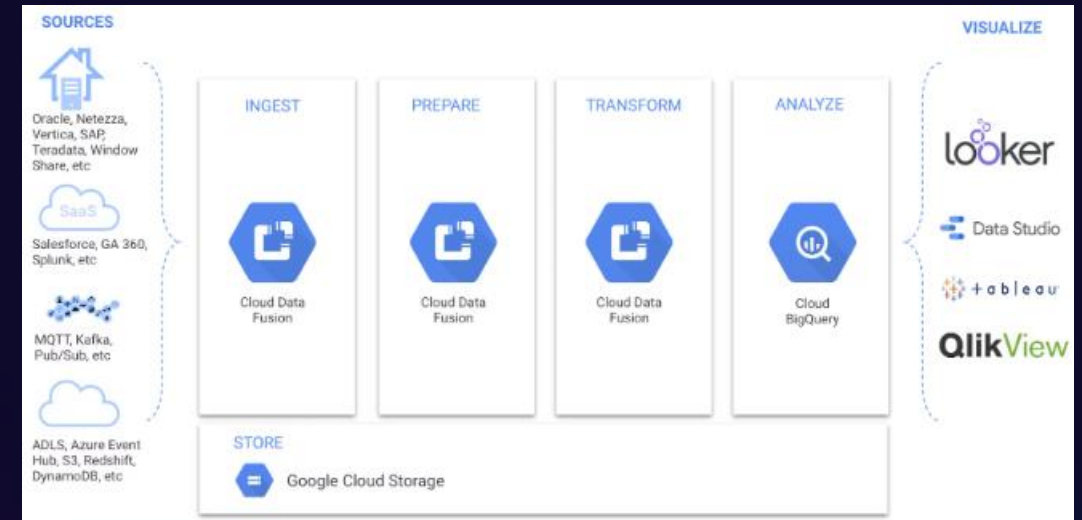 SOURCES
Oracle, Netezza,
Vertica, SAP,
Teradata, Window
Share, etc
SaaS
Salesforce, GA 360,
Splunk, etc
MQTT, Kafka,
Pub/Sub, etc
ADLS, Azure Event
Hub, S3, Redshift,
DynamoDB, etc
INGEST
Cloud Data
Fusion
PREPARE
Cloud Data
Fusion
TRANSFORM
Cloud Data
Fusion
ANALYZE
Cloud
BigQuery
STORE
Google Cloud Storage
VISUALIZE
looker
Data Studio
+ableau
QlikView